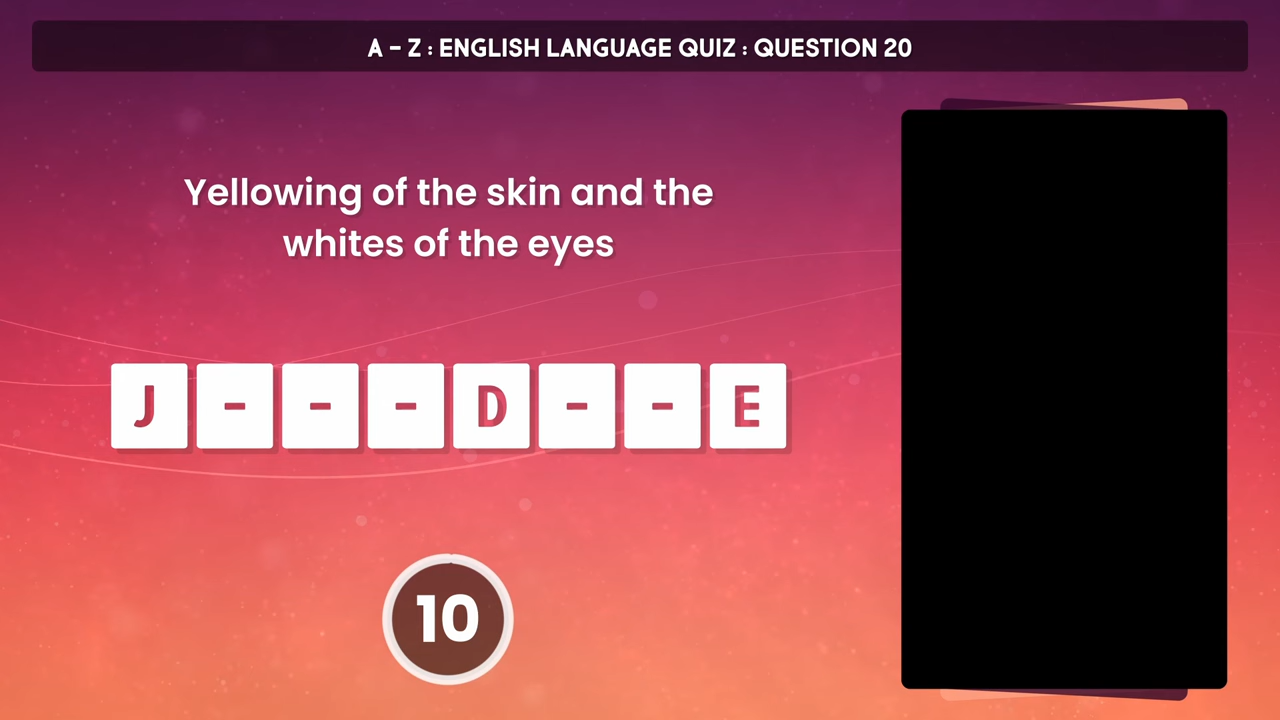 A - Z : ENGLISH LANGUAGE QUIZ : QUESTION 20
Yellowing of the skin and the
whites of the eyes
J - - - D - - E
10